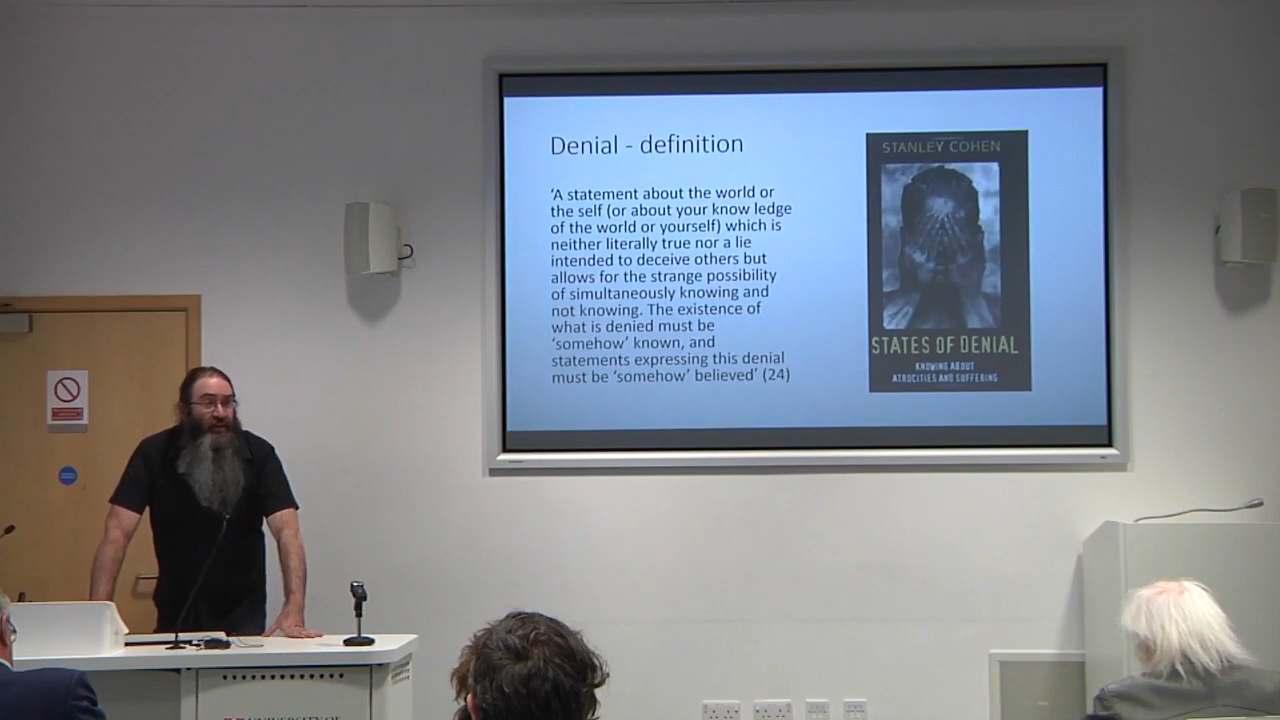 Denial - definition
'A statement about the world or
the self (or about your know ledge
of the world or yourself) which is
neither literally true nor a lie
intended to deceive others but
allows for the strange possibility
of simultaneously knowing and
not knowing. The existence of
what is denied must be
'somehow' known, and
statements expressing this denial
must be 'somehow' believed' (24)
STANLEY COHEN
STATES OF DENIAL
KNOWING ABOUT
ATROCITIES AND SUFFERING
UNIVERSITY OF